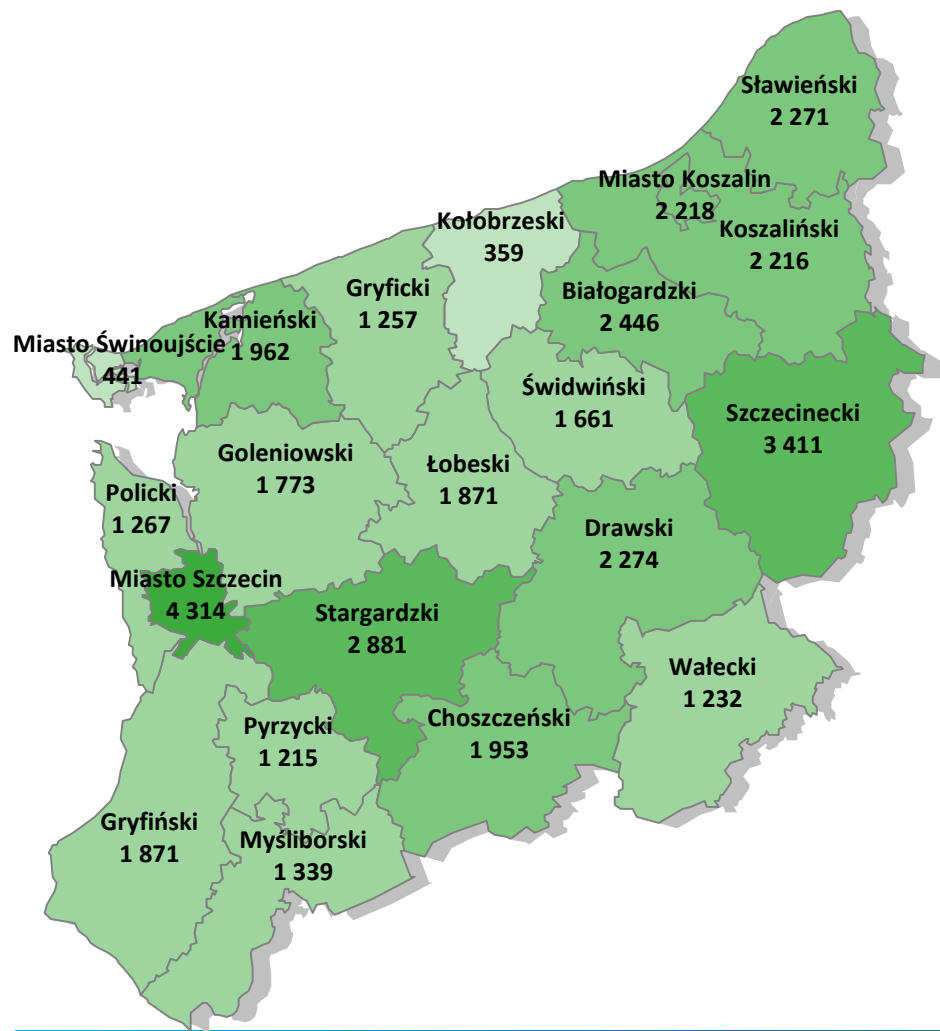 Sławieński
2 271
Miasto Koszalin
2 218
Koszaliński
2 216
Kołobrzeski
359
Gryficki
1 257
Białogardzki
2 446
Kamieński
1 962
Miasto Świnoujście
441
Świdwiński
1 661
Szczecinecki
3 411
Goleniowski
1 773
Łobeski
1 871
Policki
1 267
Drawski
2 274
Miasto Szczecin
4 314
Stargardzki
2 881
Wałecki
1 232
Choszczeński
1 953
Pyrzycki
1 215
Gryfiński
1 871
Myśliborski
1 339